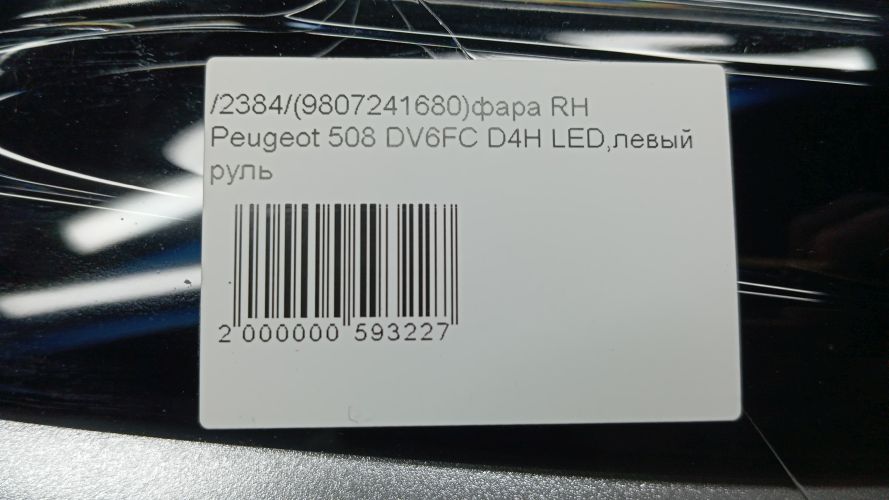 /2384/(9807241680)фара RH
Peugeot 508 DV6FC D4H LED,левый
руль
2 000000 593227